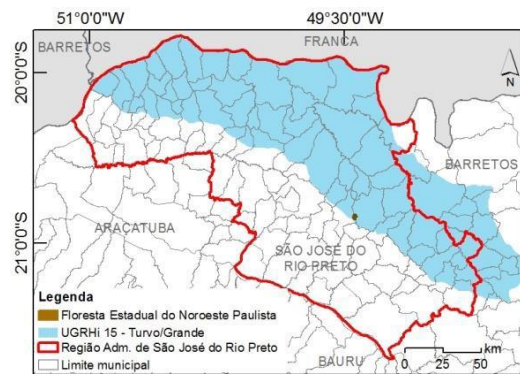 51°0'0"W 49°30'0"W
BARRETOS
FRANCA
20°0'0"S
N
BARRETOS
ARAÇATUBA
SÃO JOSÉ DO
RIO PRETO
21°0'0"S
Legenda
Floresta Estadual do Noroeste Paulista
UGRHi 15 - Turvo/Grande
Região Adm. de São José do Rio Preto
Limite municipal
BAURU
km
0 25 50